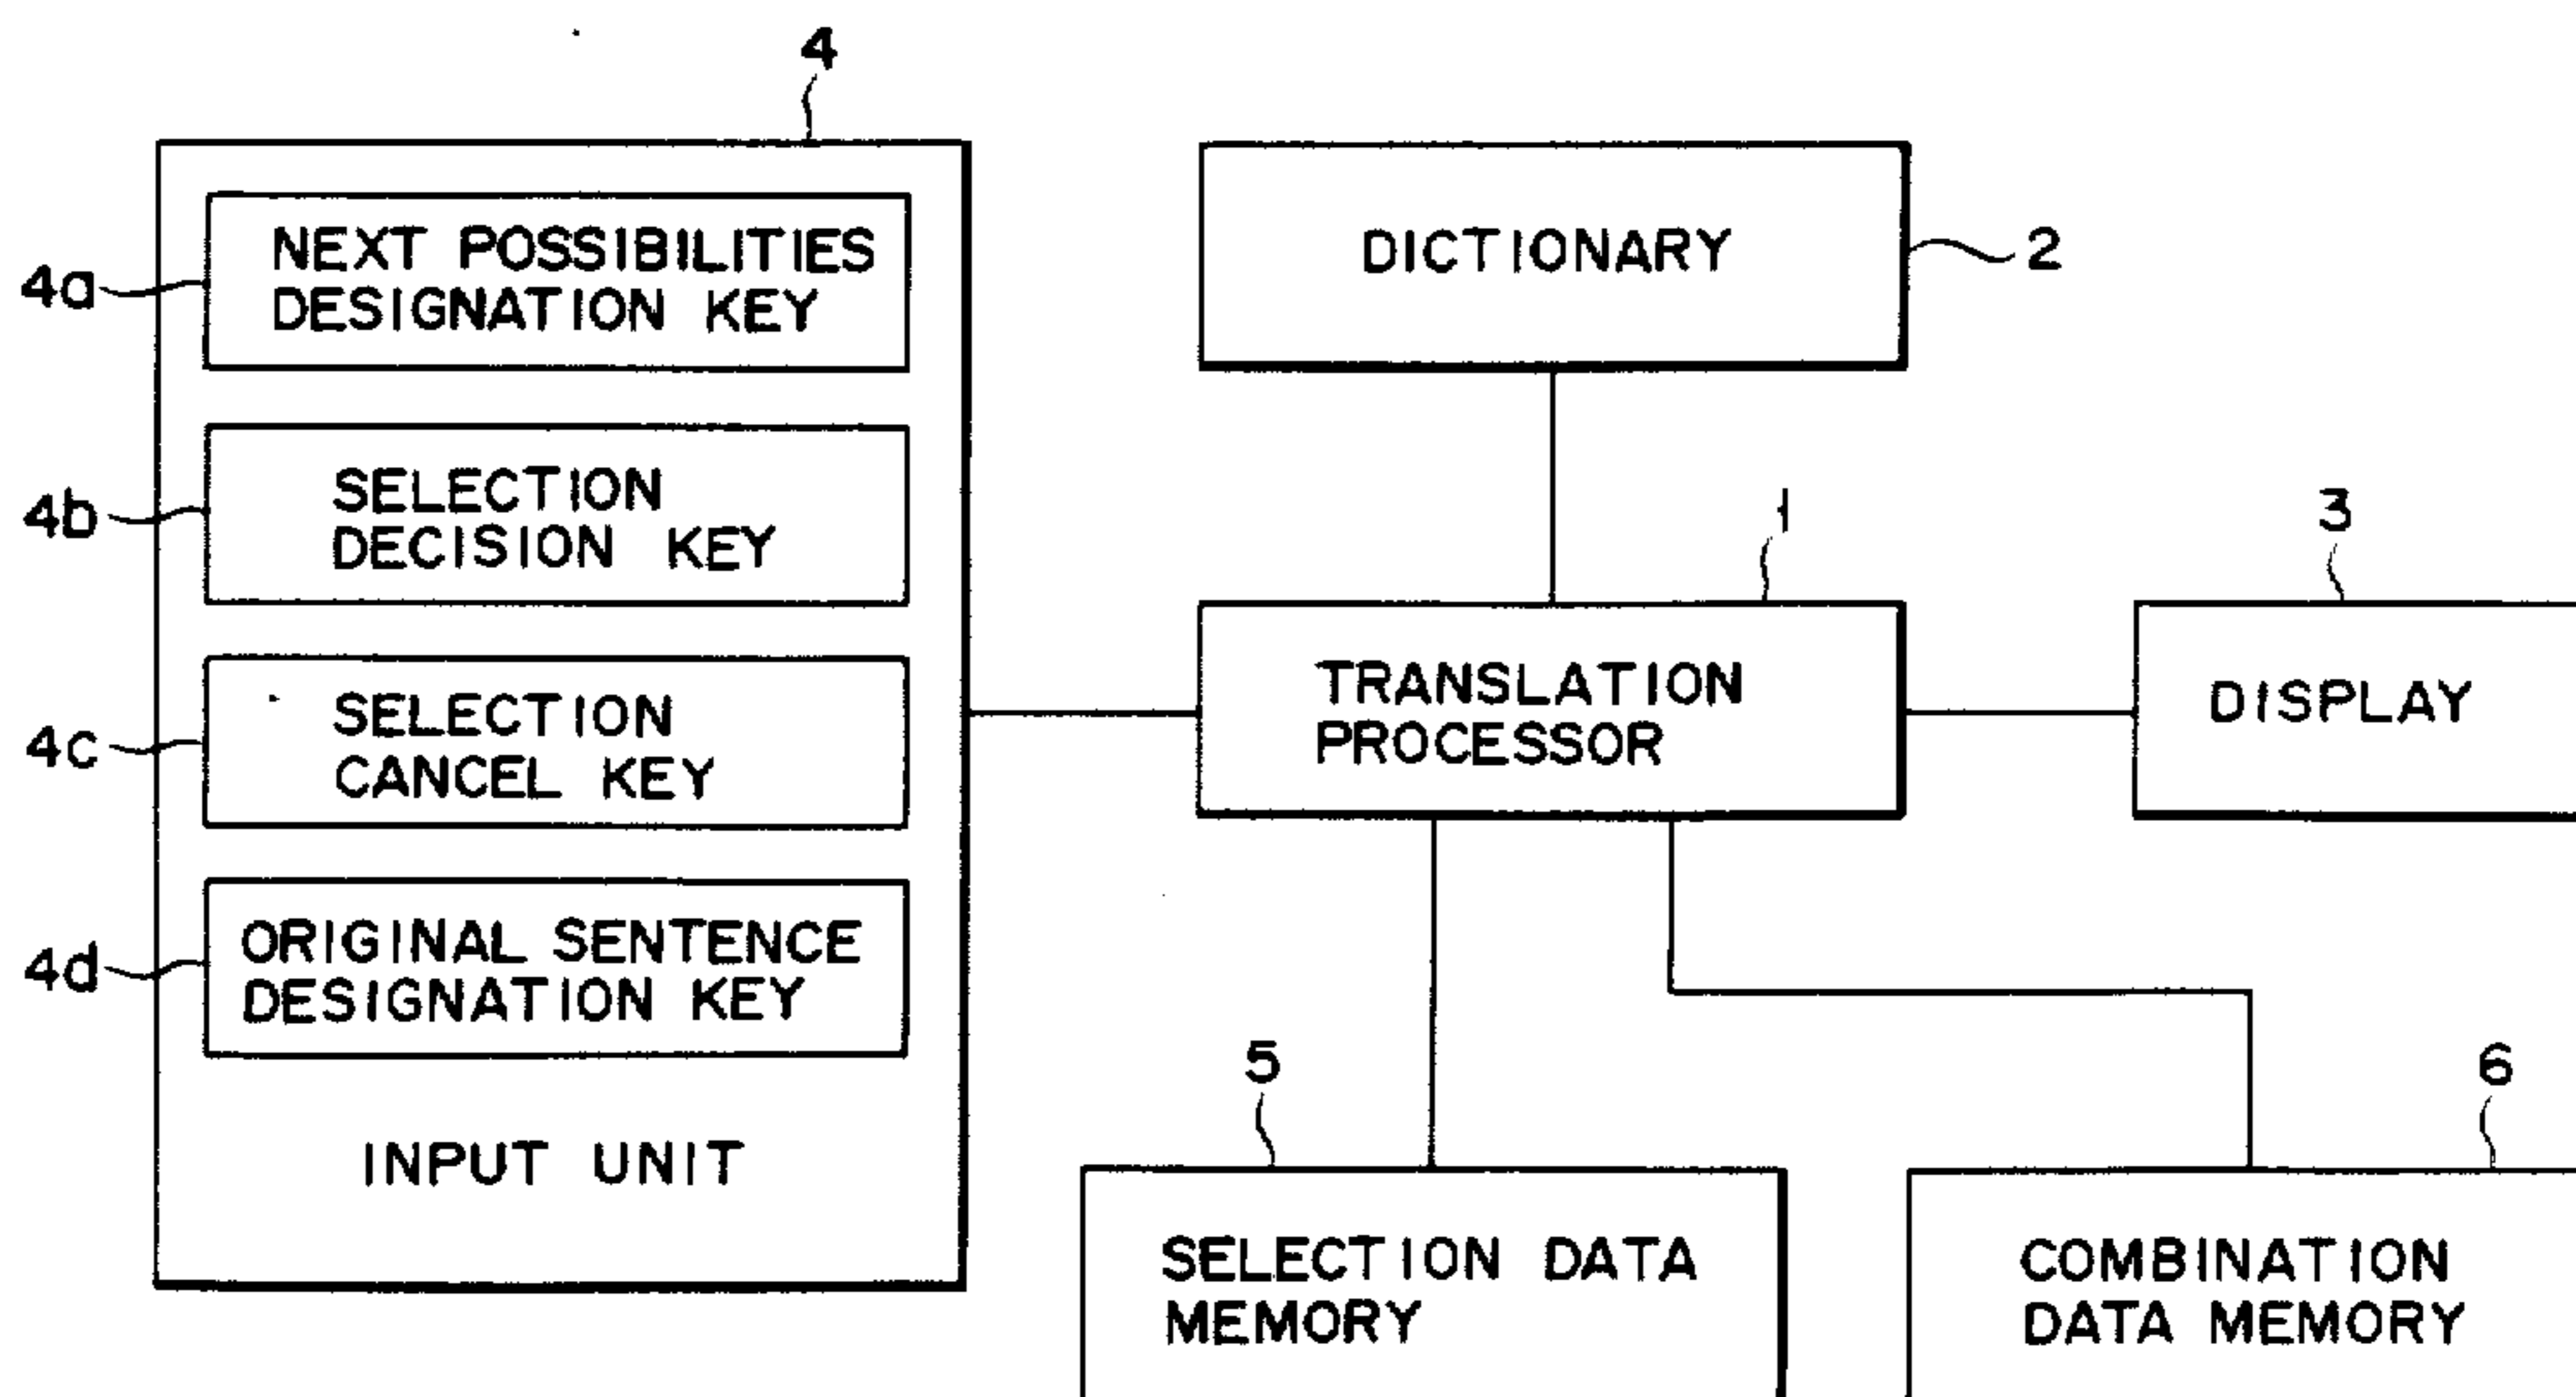 4
4a
NEXT POSSIBILITIES
DESIGNATION KEY
4b
SELECTION
DECISION KEY
4c
SELECTION
CANCEL KEY
4d
ORIGINAL SENTENCE
DESIGNATION KEY
INPUT UNIT
DICTIONARY
2
1
TRANSLATION
PROCESSOR
3
DISPLAY
5
SELECTION DATA
MEMORY
6
COMBINATION
DATA MEMORY